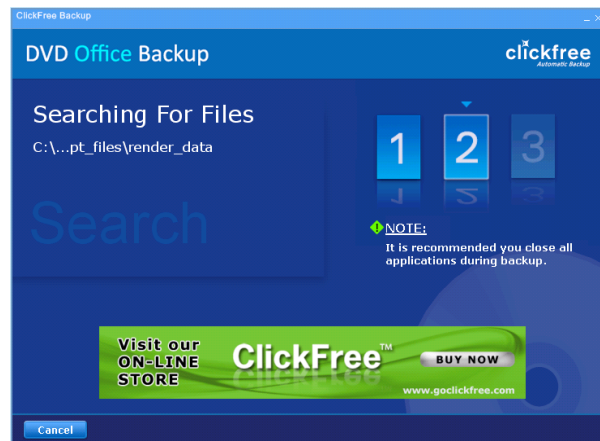 ClickFree Backup
DVD Office Backup
clickfree
Automatic Backup
Searching For Files
C:\...pt_files\render_data
Search
1 2 3
NOTE:
It is recommended you close all
applications during backup.
Visit our
ON-LINE
STORE
ClickFree™
BUY NOW
www.goclickfree.com
Cancel